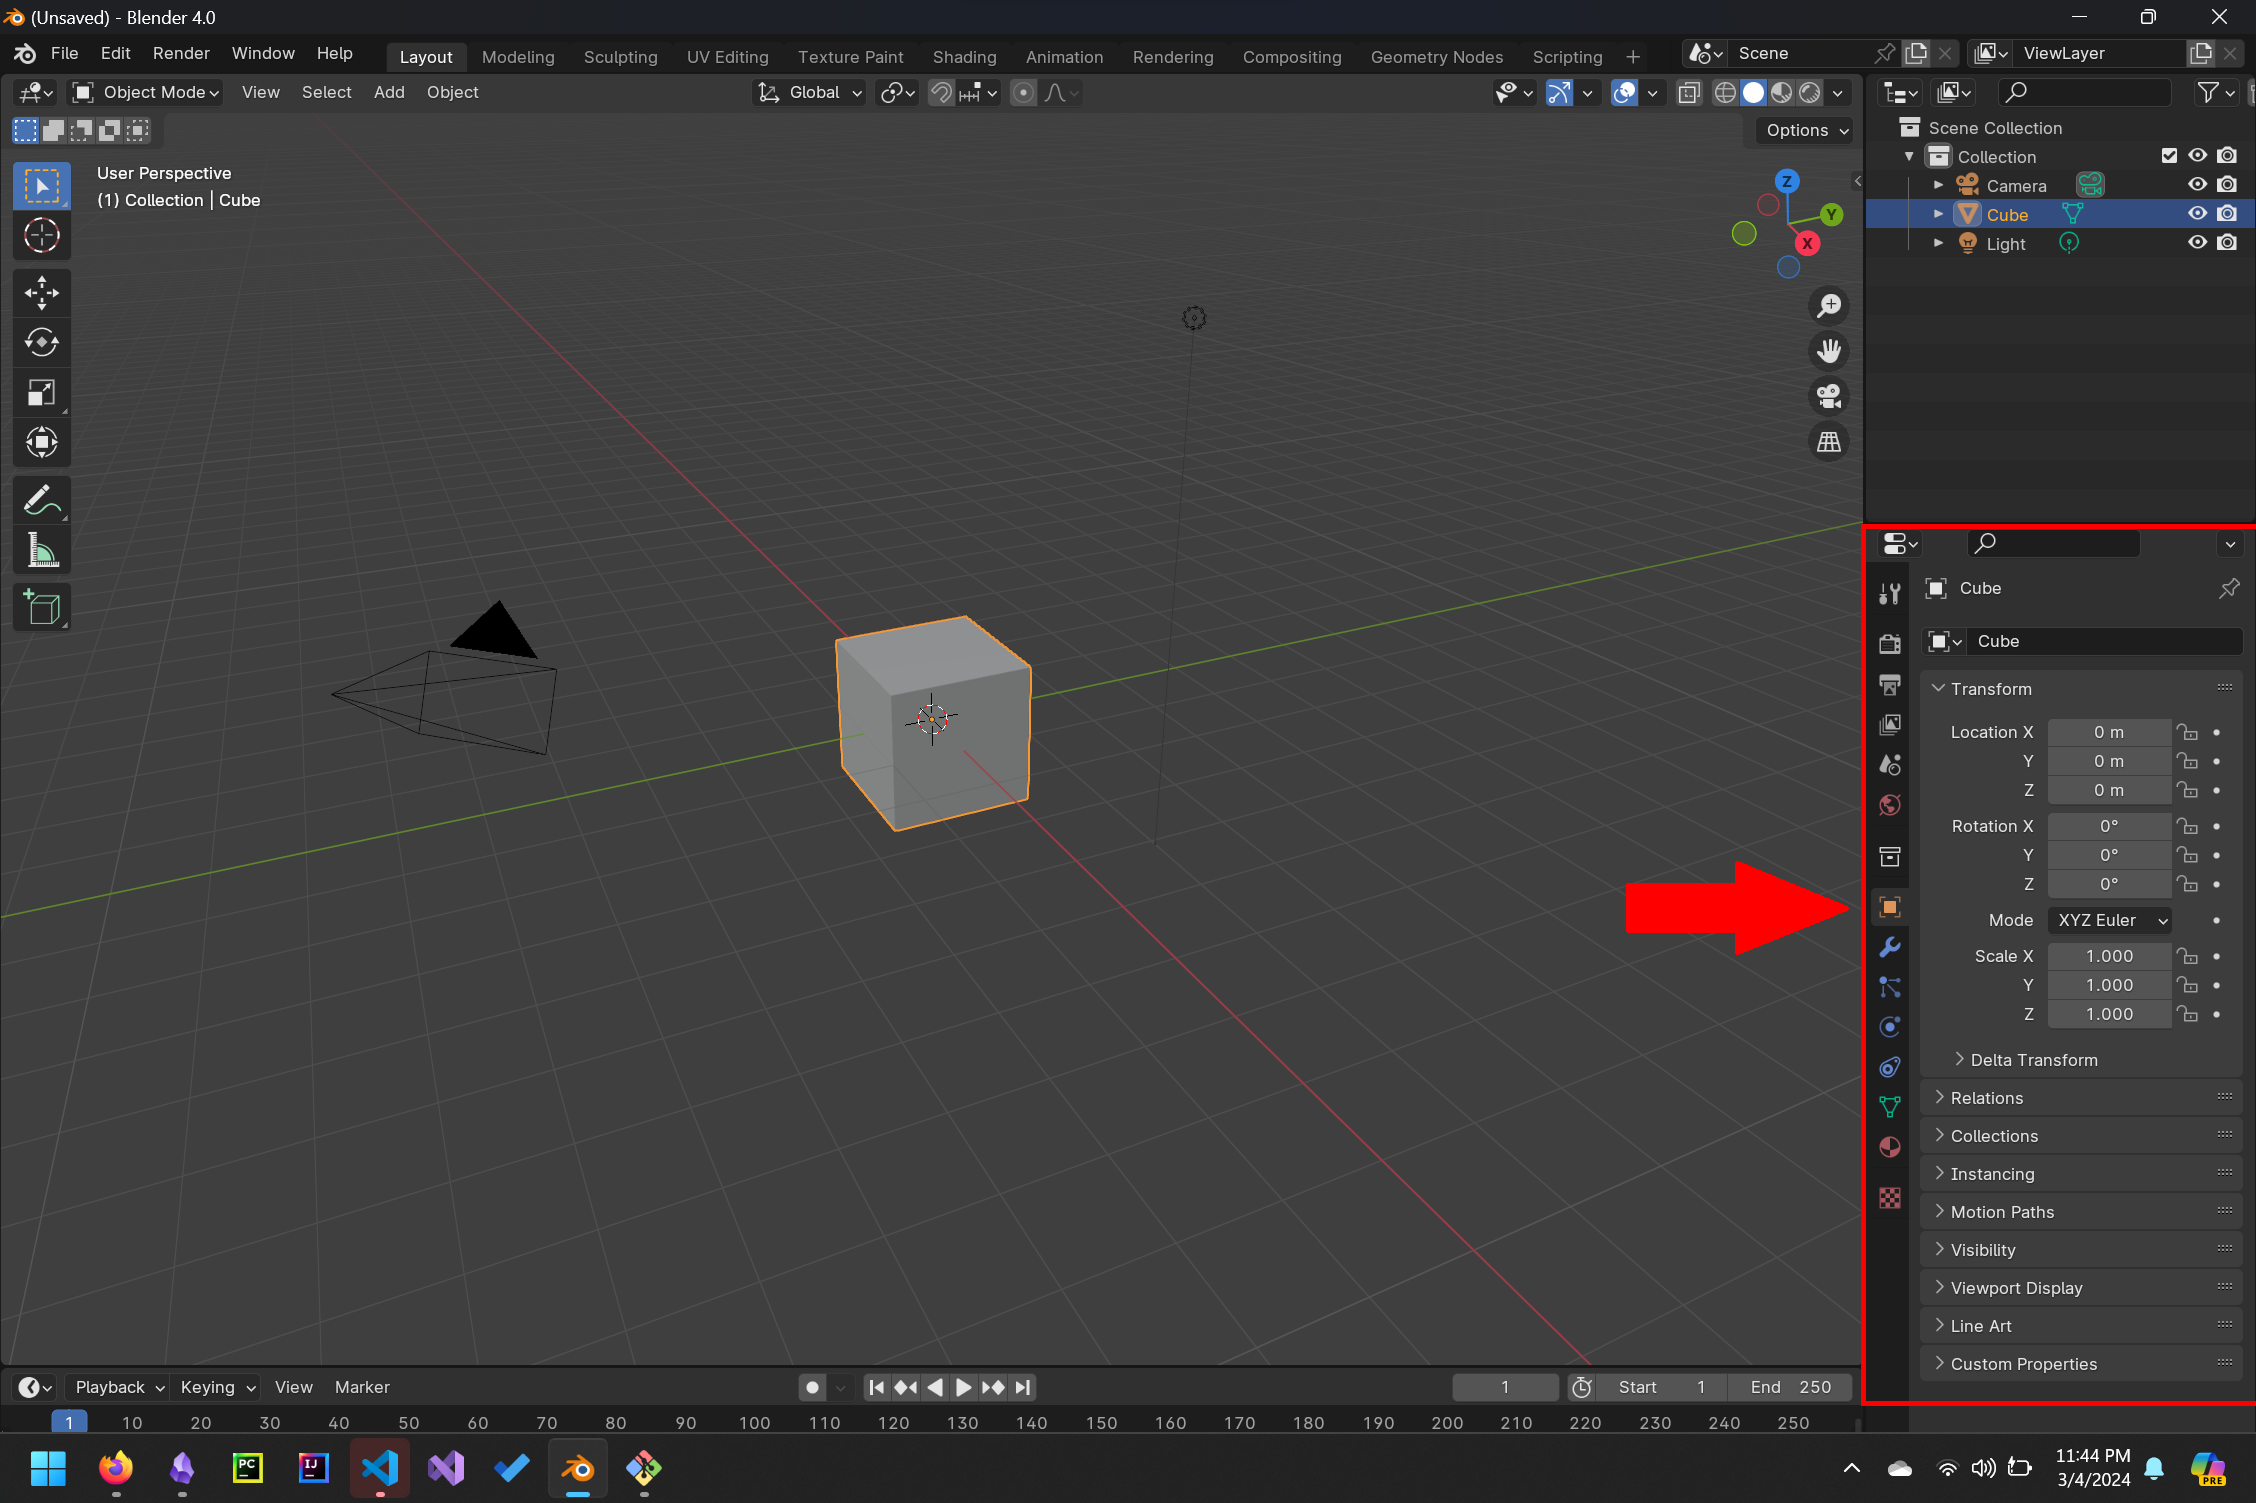 (Unsaved) - Blender 4.0
File Edit Render Window Help Layout Modeling Sculpting UV Editing Texture Paint Shading Animation Rendering Compositing Geometry Nodes Scripting + Scene ViewLayer
Object Mode View Select Add Object Global
Options
User Perspective
(1) Collection | Cube
Z
Y
X
Scene Collection
Collection
Camera
Cube
Light
Cube
Cube
Transform
Location X 0 m
Y 0 m
Z 0 m
Rotation X 0°
Y 0°
Z 0°
Mode XYZ Euler
Scale X 1.000
Y 1.000
Z 1.000
Delta Transform
Relations
Collections
Instancing
Motion Paths
Visibility
Viewport Display
Line Art
Custom Properties
Playback Keying View Marker 1 Start 1 End 250
1 10 20 30 40 50 60 70 80 90 100 110 120 130 140 150 160 170 180 190 200 210 220 230 240 250
PC
IJ
11:44 PM
3/4/2024
PRE